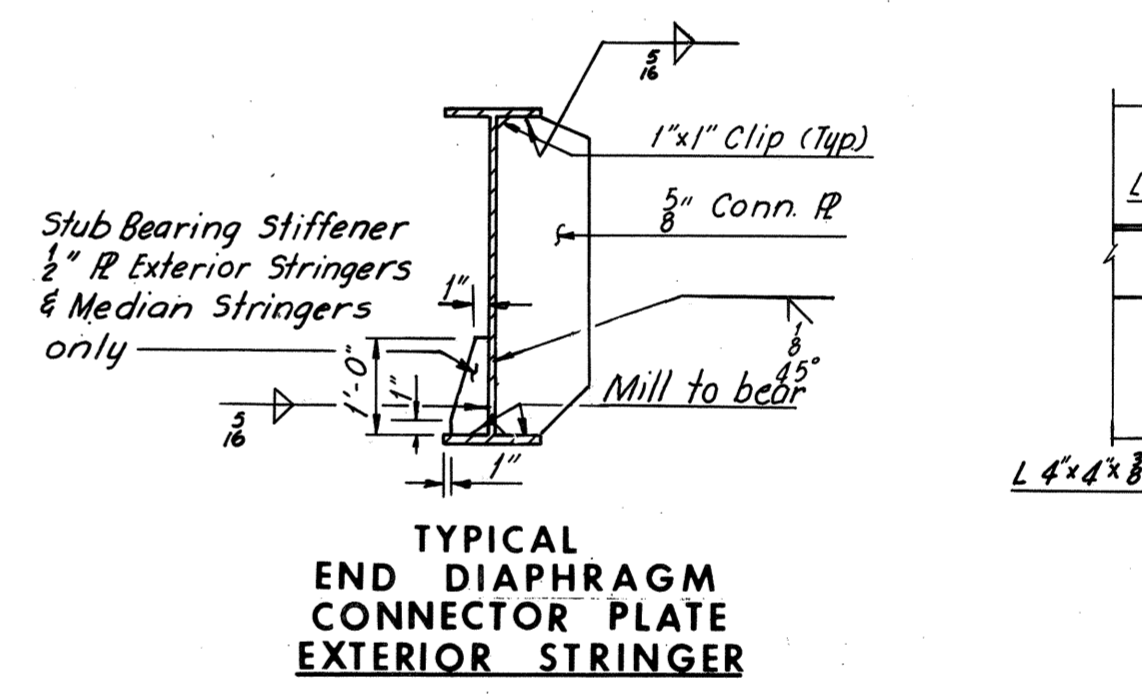 5/16
1"x1" Clip (Typ.)
5/8" Conn. ℙL
Stub Bearing Stiffener
1/2" ℙL Exterior Stringers
& Median Stringers
only
1"
1'-0"
1"
1/8
45°
Mill to bear
5/16
1"
L
L 4"x4"x3/8
TYPICAL
END DIAPHRAGM
CONNECTOR PLATE
EXTERIOR STRINGER